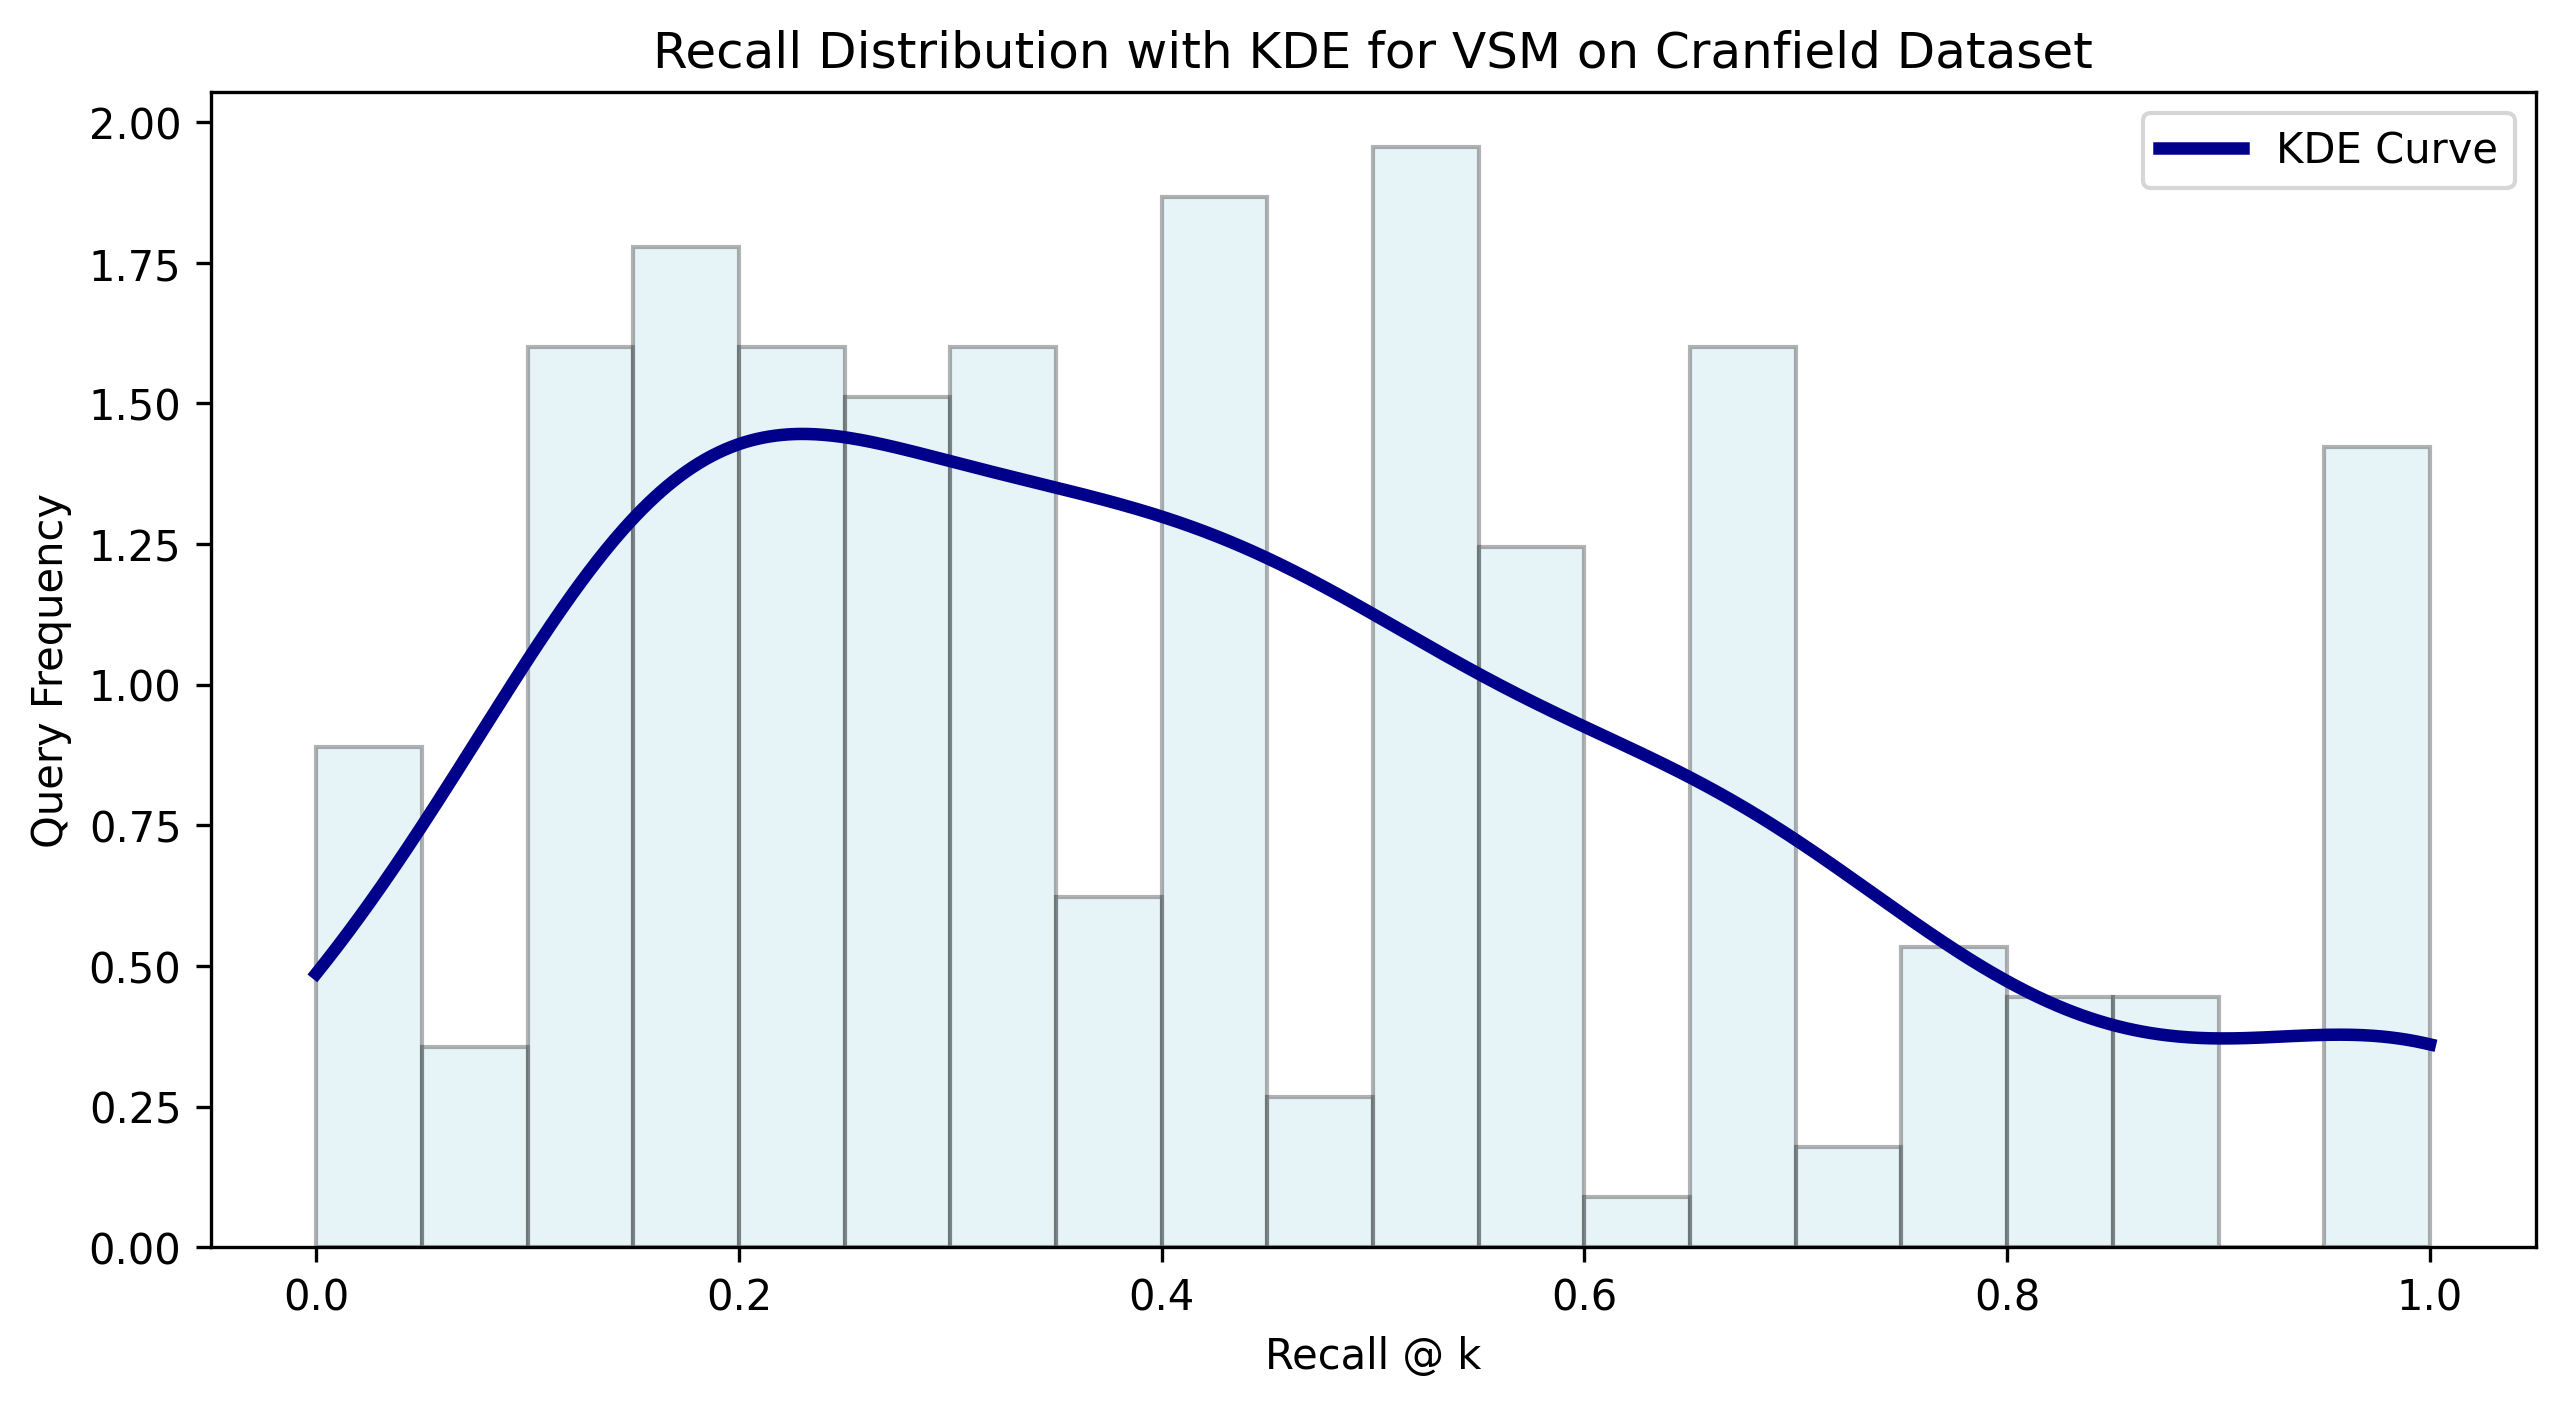 Recall Distribution with KDE for VSM on Cranfield Dataset
KDE Curve
Query Frequency
2.00
1.75
1.50
1.25
1.00
0.75
0.50
0.25
0.00
0.0 0.2 0.4 0.6 0.8 1.0
Recall @ k